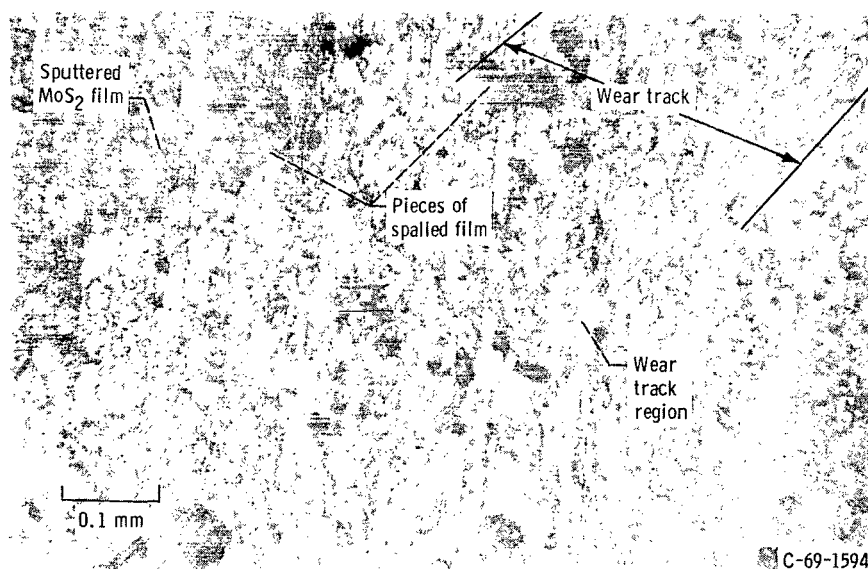 Sputtered
MoS2 film
Wear track
Pieces of
spalled film
Wear
track
region
0.1 mm
C-69-1594